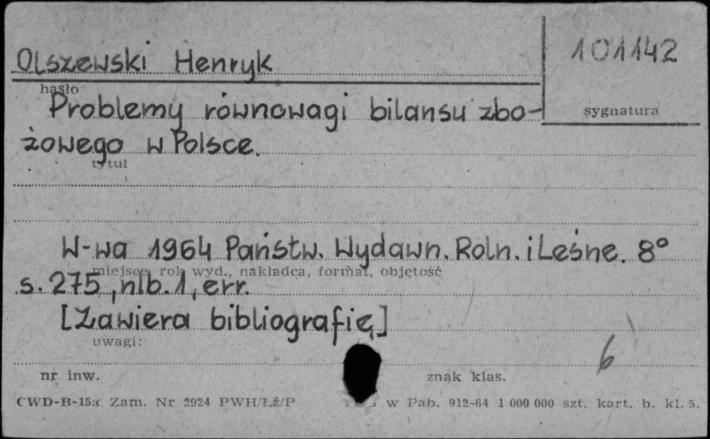 101142
Olszewski Henryk
hasło
sygnatura
Problemy równowagi bilansu zbo-
żowego w Polsce.
tytuł
W-wa 1964 Państw. Wydawn. Roln. i Leśne. 8°
miejsce, rok wyd., nakładca, format, objętość
s. 275, nlb. 1, err.
[Zawiera bibliografię]
uwagi:
6
nr inw.
znak klas.
CWD-B-15a Zam. Nr 2924 PWH/Łź/P w Pab. 912-64 1 000 000 szt. kart. b. kl. 5.